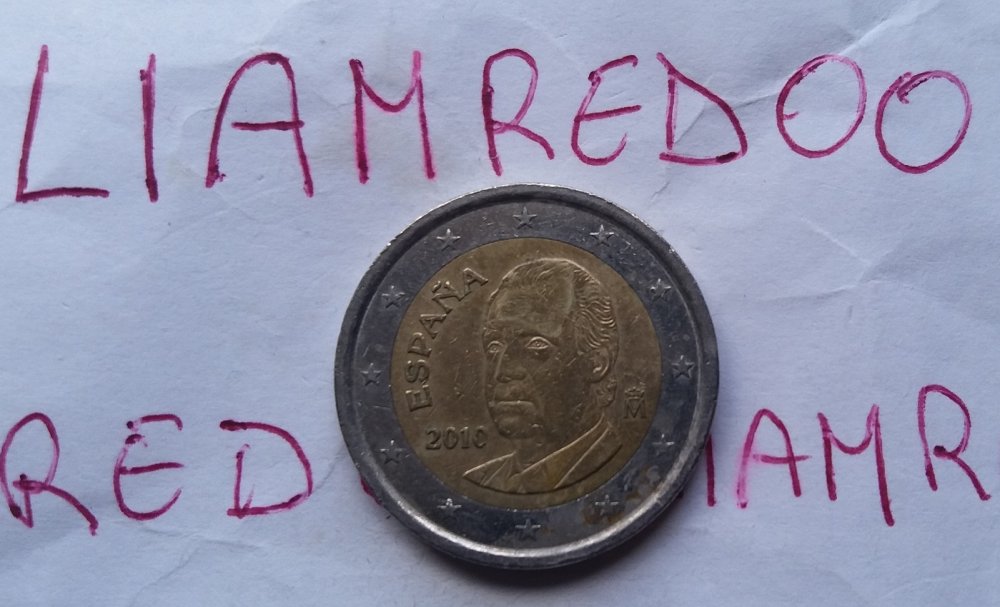 LIAMREDOO
ESPAÑA
2010
M
RED IAMR